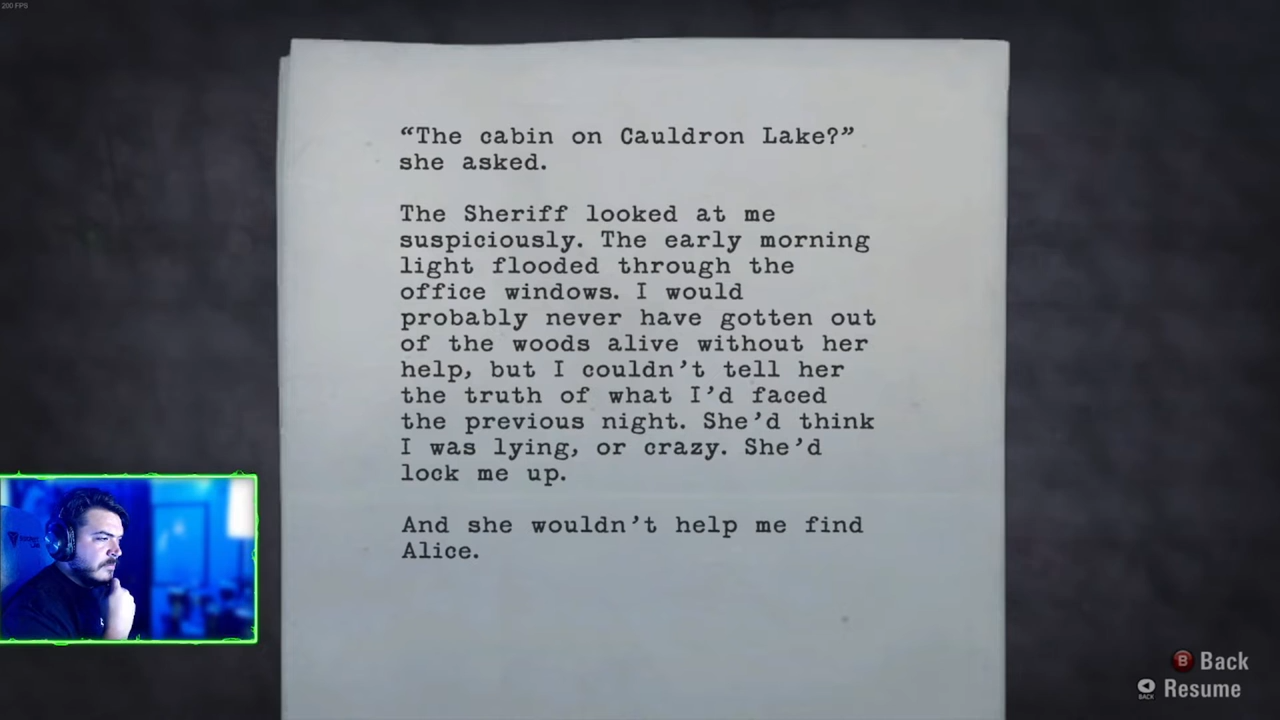 200 FPS
“The cabin on Cauldron Lake?”
she asked.
The Sheriff looked at me
suspiciously. The early morning
light flooded through the
office windows. I would
probably never have gotten out
of the woods alive without her
help, but I couldn’t tell her
the truth of what I’d faced
the previous night. She’d think
I was lying, or crazy. She’d
lock me up.
And she wouldn’t help me find
Alice.
B Back
BACK Resume